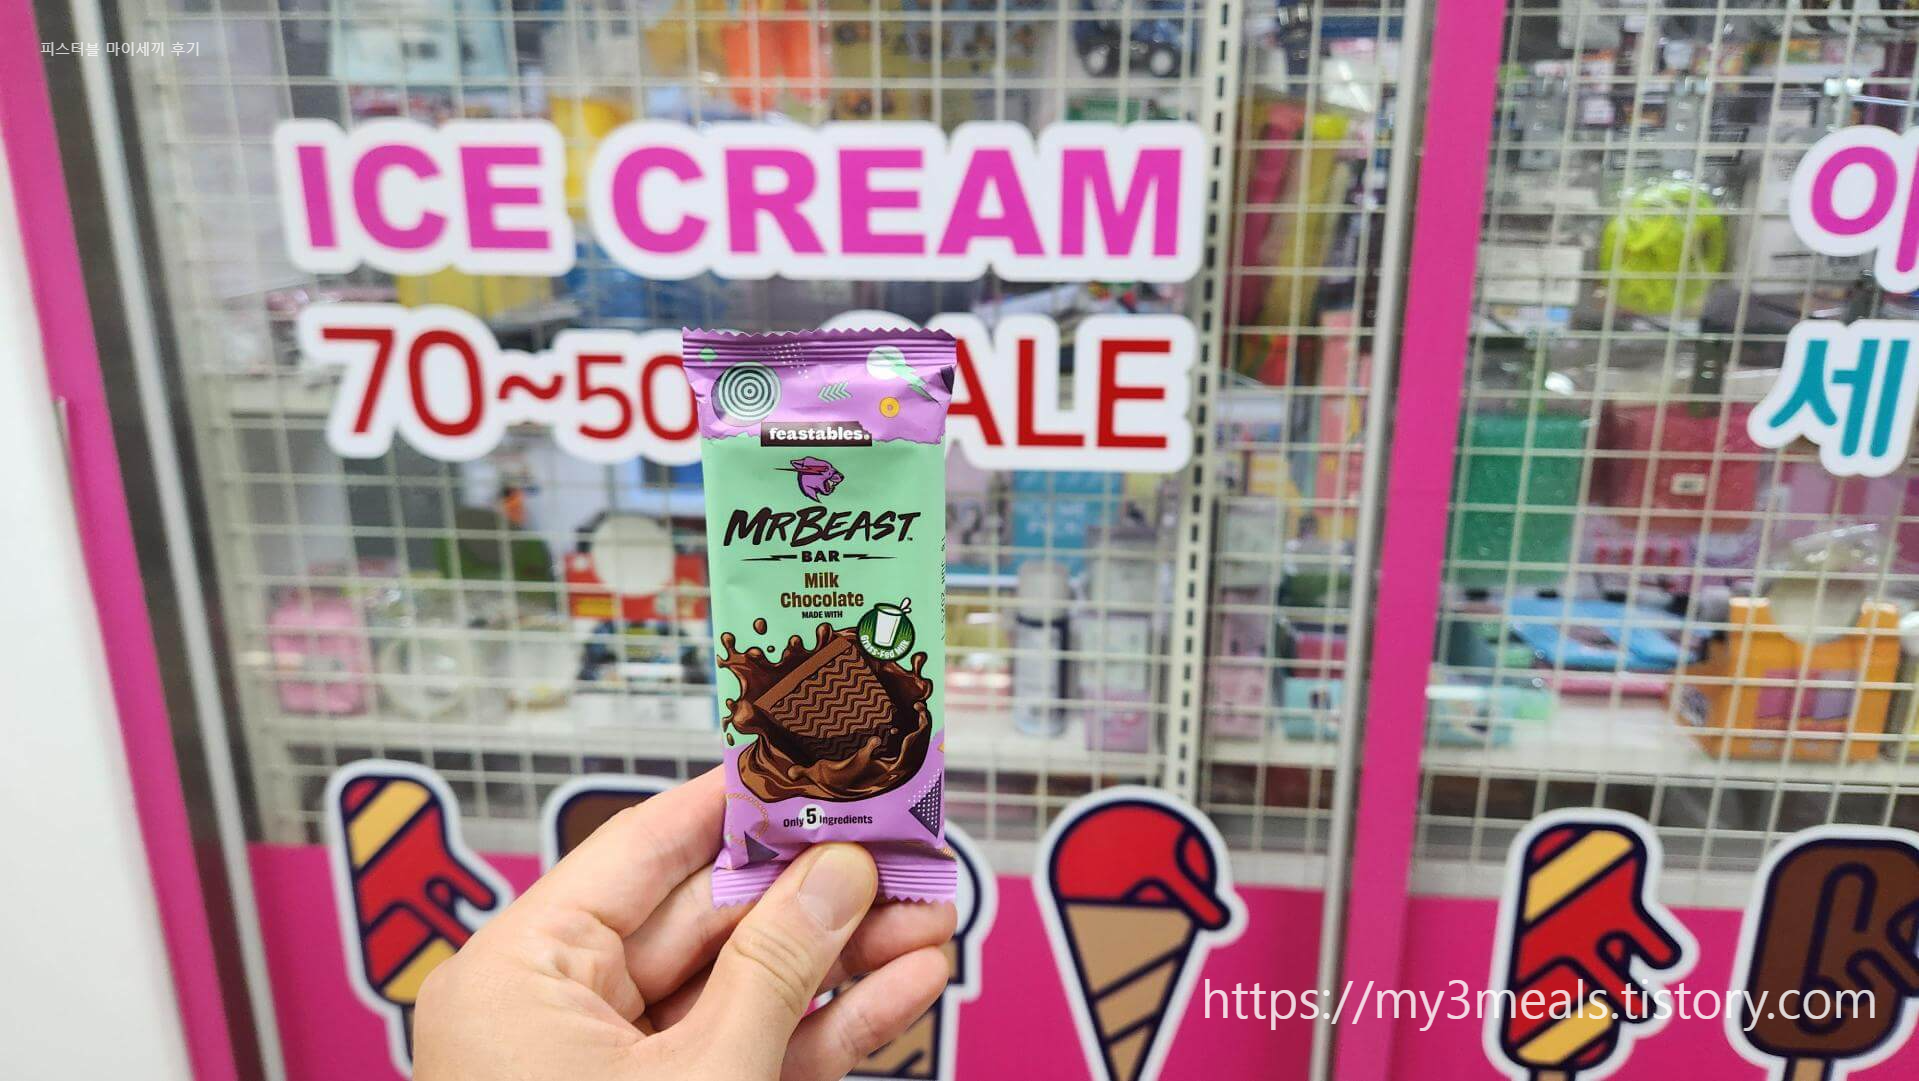 피스터블 마이세끼 후기
ICE CREAM
70~50
ALE
세
feastables.
MRBEAST™
BAR
Milk
Chocolate
MADE WITH
Grass-Fed Milk
Only 5 Ingredients
https://my3meals.tistory.com